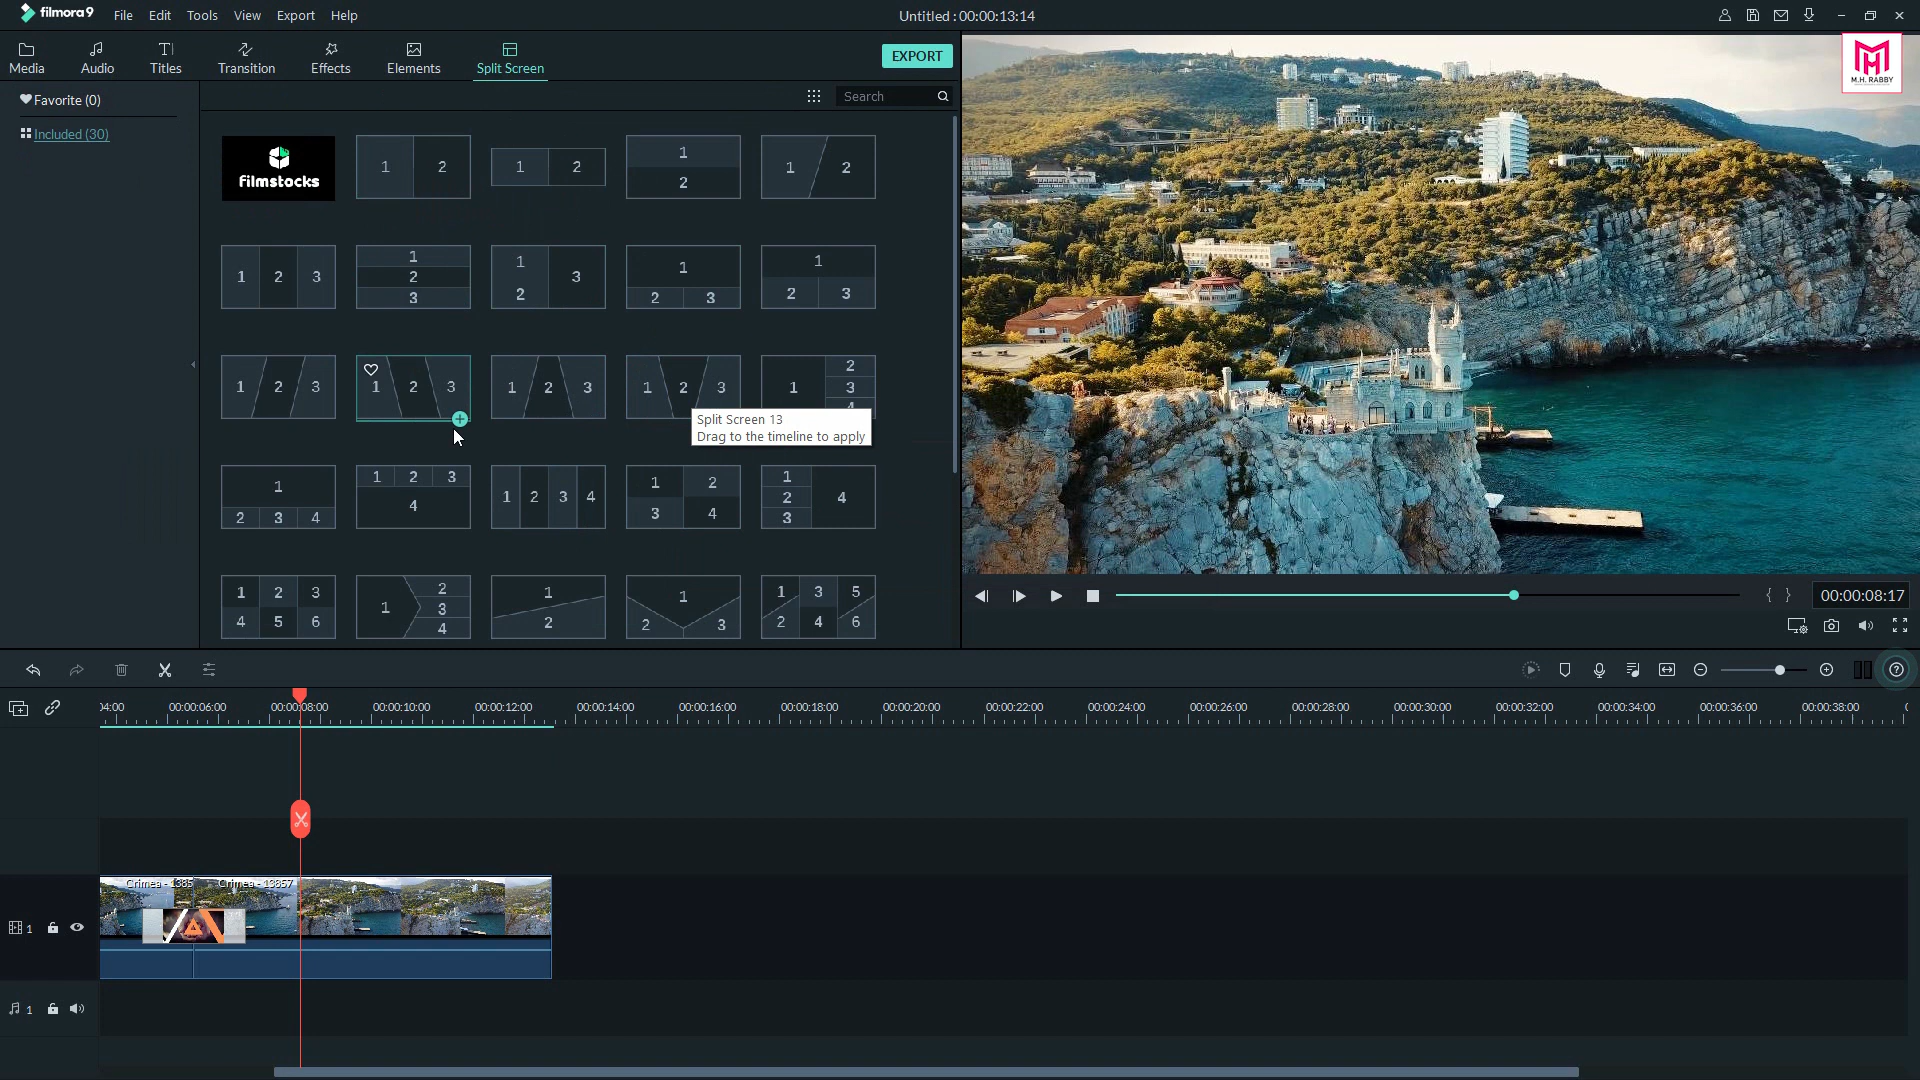 filmora9 File Edit Tools View Export Help Untitled : 00:00:13:14
Media Audio Titles Transition Effects Elements Split Screen EXPORT
M.H. RABBY
Favorite (0) Search
Included (30)
filmstocks 1 2 1 2 1 2 1 2
1 2 3 1 2 3 1 2 3 1 2 3 1 2 3
1 2 3 1 2 3 1 2 3 1 2 3 1 2 3 4
Split Screen 13
Drag to the timeline to apply
1 2 3 4 1 2 3 4 1 2 3 4 1 2 3 4 1 2 3 4
1 2 3 4 5 6 1 2 3 4 1 2 1 2 3 1 2 3 4 5 6
{ } 00:00:08:17
04:00 00:00:06:00 00:00:08:00 00:00:10:00 00:00:12:00 00:00:14:00 00:00:16:00 00:00:18:00 00:00:20:00 00:00:22:00 00:00:24:00 00:00:26:00 00:00:28:00 00:00:30:00 00:00:32:00 00:00:34:00 00:00:36:00 00:00:38:00
Crimea - 1385 Crimea - 13857
1
1